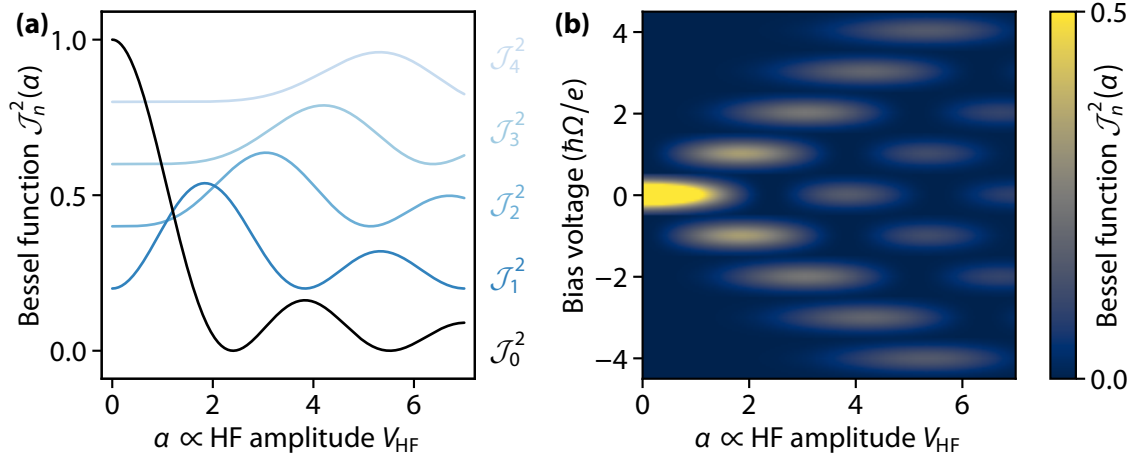 (a)
Bessel function 𝒥ₙ²(α)
1.0
0.5
0.0
𝒥₄²
𝒥₃²
𝒥₂²
𝒥₁²
𝒥₀²
0 2 4 6
α ∝ HF amplitude V_HF
(b)
Bias voltage (ℏΩ/e)
4
2
0
−2
−4
0 2 4 6
α ∝ HF amplitude V_HF
0.5
Bessel function 𝒥ₙ²(α)
0.0